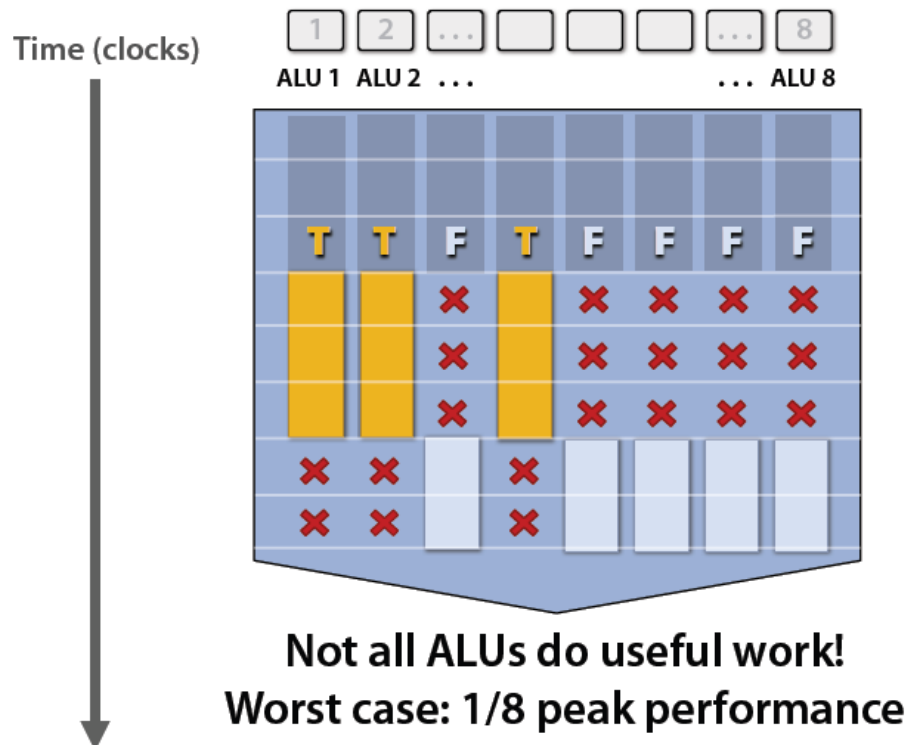 1 2 ... ... 8
Time (clocks)
ALU 1 ALU 2 ... ... ALU 8
T T F T F F F F
Not all ALUs do useful work!
Worst case: 1/8 peak performance